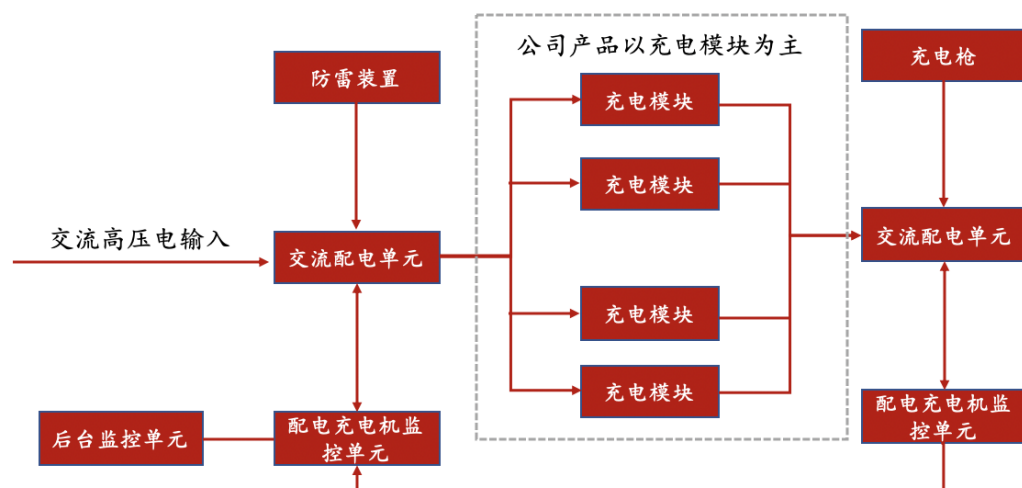 公司产品以充电模块为主
防雷装置
充电模块
充电枪
充电模块
交流高压电输入
交流配电单元
交流配电单元
充电模块
充电模块
后台监控单元
配电充电机监
控单元
配电充电机监
控单元